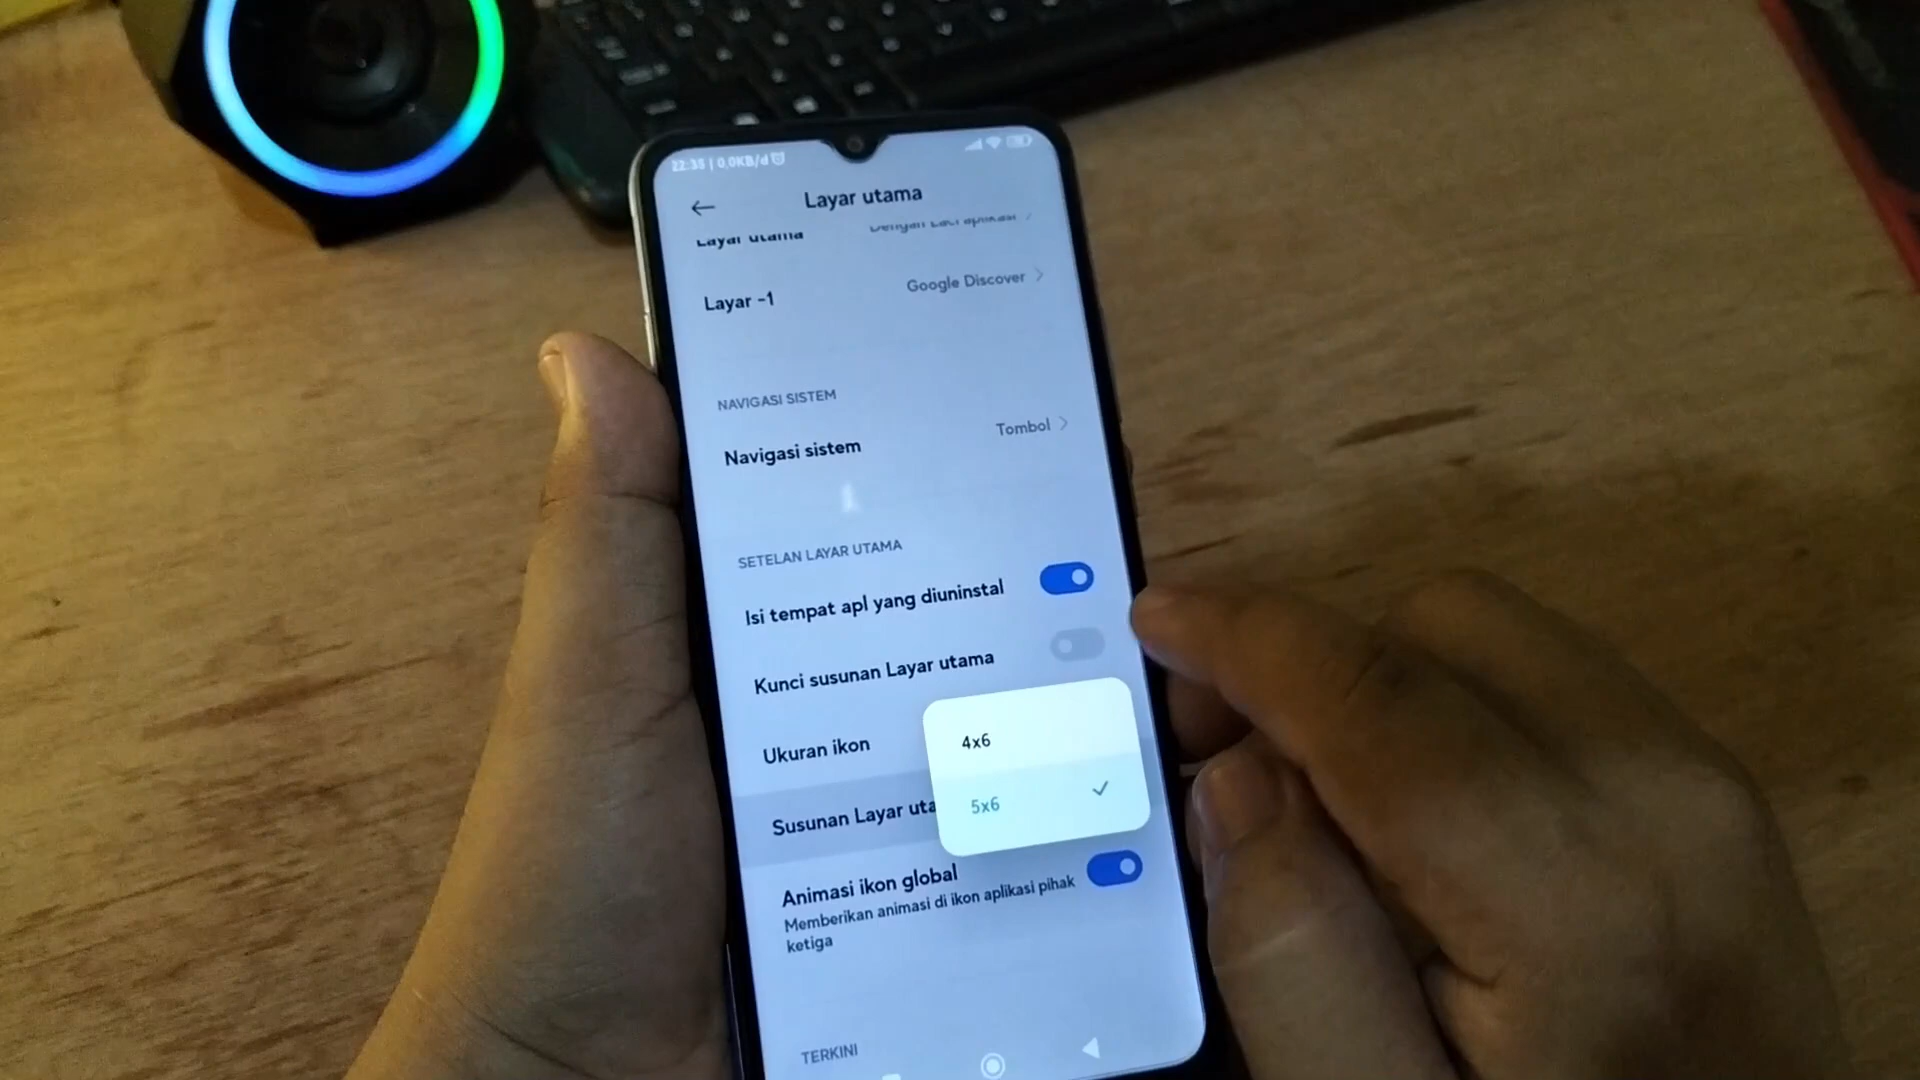 22:35 | 0,0KB/d
Layar utama
Layar utama
Layar -1 Google Discover
NAVIGASI SISTEM
Navigasi sistem Tombol
SETELAN LAYAR UTAMA
Isi tempat apl yang diuninstal
Kunci susunan Layar utama
Ukuran ikon
4x6
Susunan Layar uta
5x6
Animasi ikon global
Memberikan animasi di ikon aplikasi pihak
ketiga
TERKINI